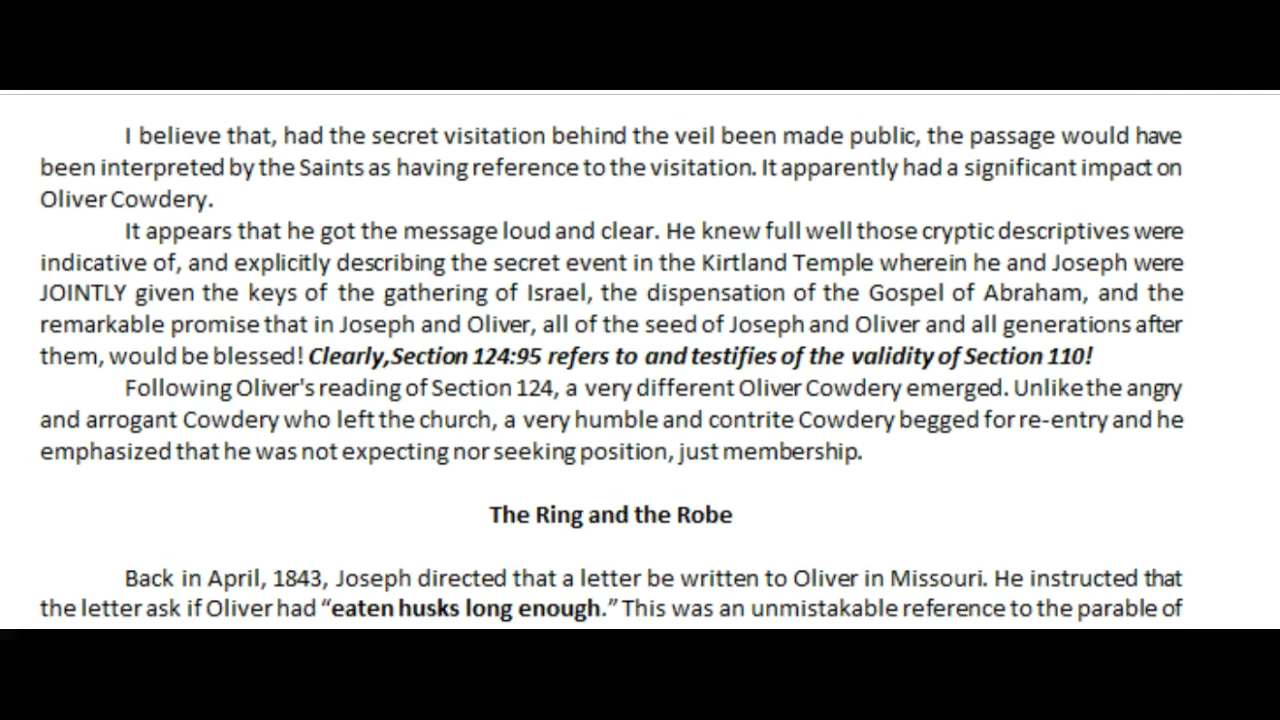 I believe that, had the secret visitation behind the veil been made public, the passage would have
been interpreted by the Saints as having reference to the visitation. It apparently had a significant impact on
Oliver Cowdery.
It appears that he got the message loud and clear. He knew full well those cryptic descriptives were
indicative of, and explicitly describing the secret event in the Kirtland Temple wherein he and Joseph were
JOINTLY given the keys of the gathering of Israel, the dispensation of the Gospel of Abraham, and the
remarkable promise that in Joseph and Oliver, all of the seed of Joseph and Oliver and all generations after
them, would be blessed! Clearly,Section 124:95 refers to and testifies of the validity of Section 110!
Following Oliver's reading of Section 124, a very different Oliver Cowdery emerged. Unlike the angry
and arrogant Cowdery who left the church, a very humble and contrite Cowdery begged for re-entry and he
emphasized that he was not expecting nor seeking position, just membership.
The Ring and the Robe
Back in April, 1843, Joseph directed that a letter be written to Oliver in Missouri. He instructed that
the letter ask if Oliver had “eaten husks long enough.” This was an unmistakable reference to the parable of